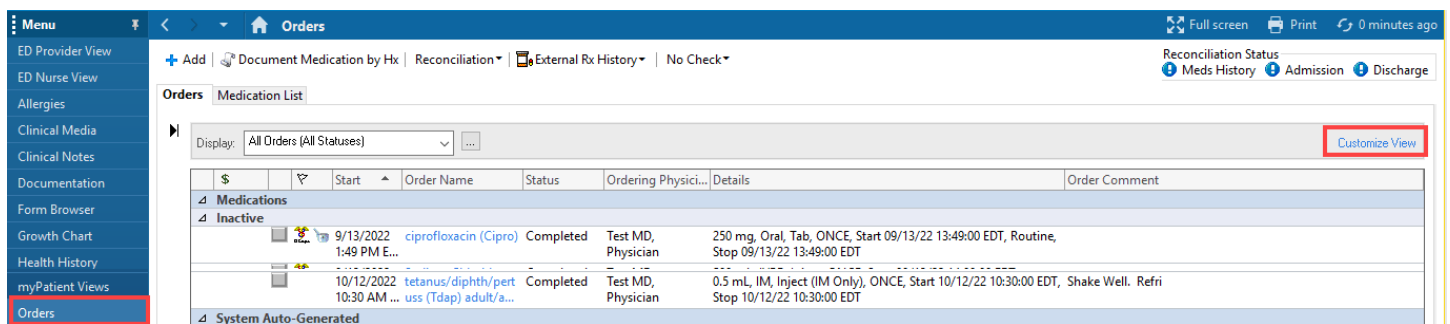 Menu
Orders
Full screen Print 0 minutes ago
ED Provider View
ED Nurse View
Allergies
Clinical Media
Clinical Notes
Documentation
Form Browser
Growth Chart
Health History
myPatient Views
Orders
Add | Document Medication by Hx | Reconciliation | External Rx History | No Check
Reconciliation Status
Meds History Admission Discharge
Orders Medication List
Display: All Orders (All Statuses) ... Customize View
$ Start Order Name Status Ordering Physici... Details Order Comment
Medications
Inactive
9/13/2022 ciprofloxacin (Cipro) Completed Test MD, 250 mg, Oral, Tab, ONCE, Start 09/13/22 13:49:00 EDT, Routine,
1:49 PM E... Physician Stop 09/13/22 13:49:00 EDT
10/12/2022 tetanus/diphth/pert Completed Test MD, 0.5 mL, IM, Inject (IM Only), ONCE, Start 10/12/22 10:30:00 EDT, Shake Well. Refri
10:30 AM ... uss (Tdap) adult/a... Physician Stop 10/12/22 10:30:00 EDT
System Auto-Generated